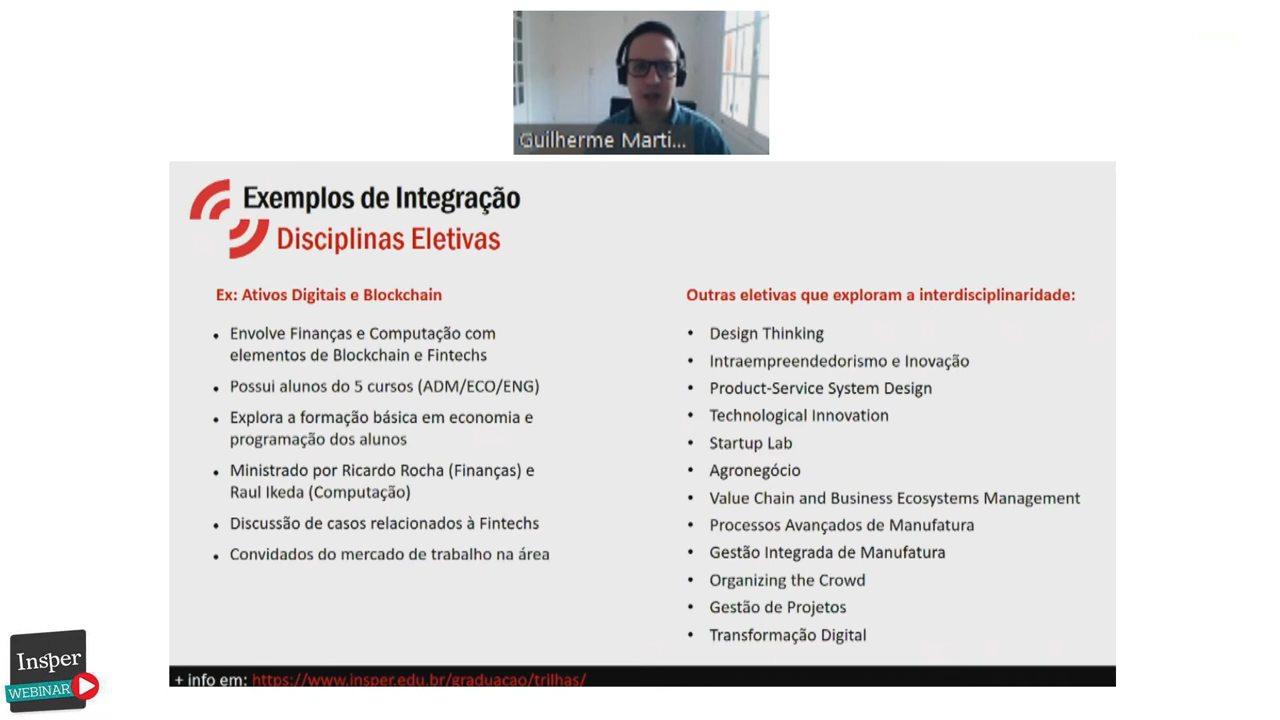 Guilherme Marti...
Exemplos de Integração
Disciplinas Eletivas
Ex: Ativos Digitais e Blockchain
• Envolve Finanças e Computação com
elementos de Blockchain e Fintechs
• Possui alunos do 5 cursos (ADM/ECO/ENG)
• Explora a formação básica em economia e
programação dos alunos
• Ministrado por Ricardo Rocha (Finanças) e
Raul Ikeda (Computação)
• Discussão de casos relacionados à Fintechs
• Convidados do mercado de trabalho na área
Outras eletivas que exploram a interdisciplinaridade:
• Design Thinking
• Intraempreendedorismo e Inovação
• Product-Service System Design
• Technological Innovation
• Startup Lab
• Agronegócio
• Value Chain and Business Ecosystems Management
• Processos Avançados de Manufatura
• Gestão Integrada de Manufatura
• Organizing the Crowd
• Gestão de Projetos
• Transformação Digital
+ info em: https://www.insper.edu.br/graduacao/trilhas/
Insper
WEBINAR